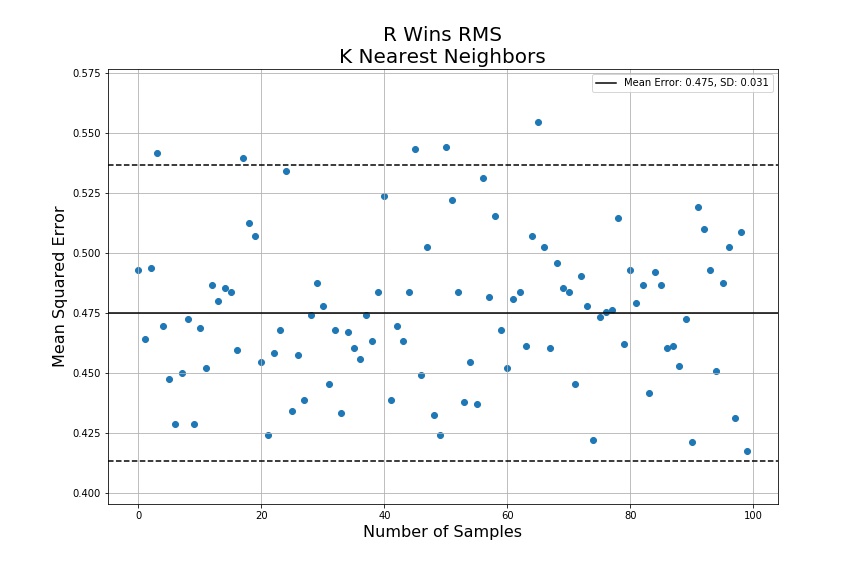 R Wins RMS
K Nearest Neighbors
Mean Error: 0.475, SD: 0.031
Mean Squared Error
0.575
0.550
0.525
0.500
0.475
0.450
0.425
0.400
0
20
40
60
80
100
Number of Samples